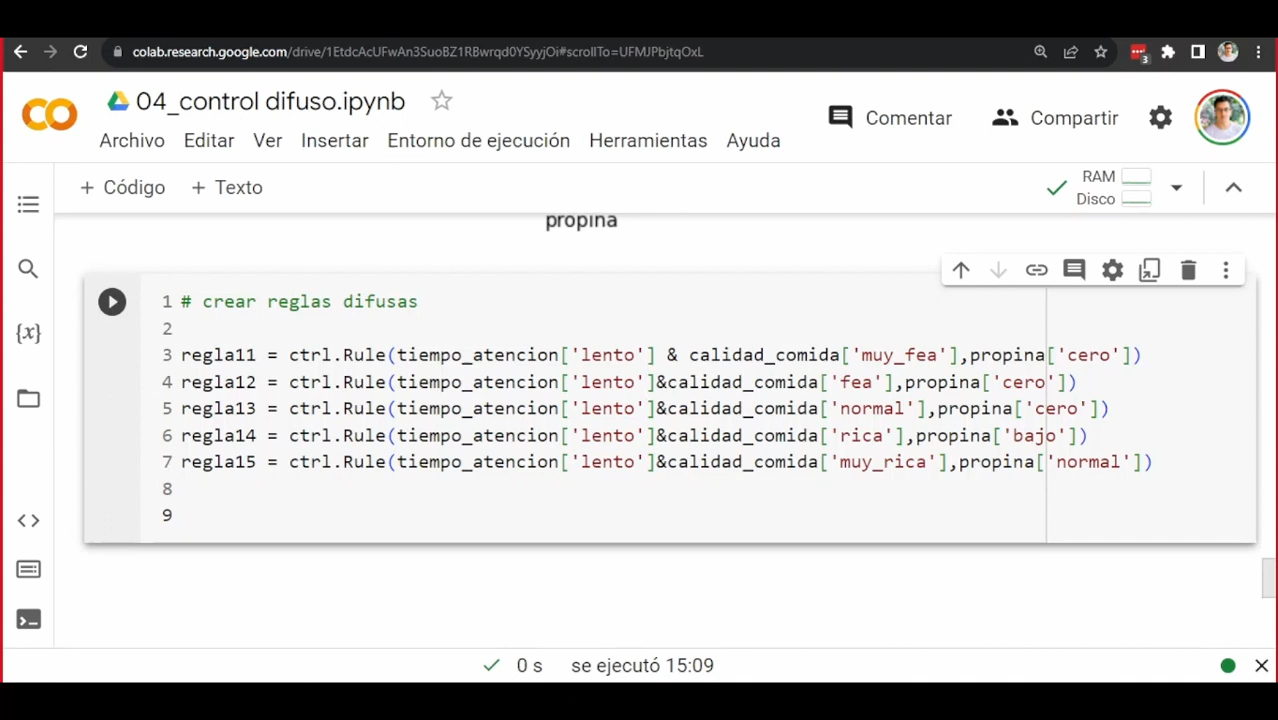 colab.research.google.com/drive/1EtdcAcUFwAn3SuoBZ1RBwrqd0YSyyjOi#scrollTo=UFMJPbjtqOxL
3
CO
04_control difuso.ipynb
Comentar
Compartir
Archivo Editar Ver Insertar Entorno de ejecución Herramientas Ayuda
+ Código + Texto
RAM
Disco
propina
1 # crear reglas difusas
2
3 regla11 = ctrl.Rule(tiempo_atencion['lento'] & calidad_comida['muy_fea'],propina['cero'])
4 regla12 = ctrl.Rule(tiempo_atencion['lento']&calidad_comida['fea'],propina['cero'])
5 regla13 = ctrl.Rule(tiempo_atencion['lento']&calidad_comida['normal'],propina['cero'])
6 regla14 = ctrl.Rule(tiempo_atencion['lento']&calidad_comida['rica'],propina['bajo'])
7 regla15 = ctrl.Rule(tiempo_atencion['lento']&calidad_comida['muy_rica'],propina['normal'])
8
9
{x}
0 s se ejecutó 15:09